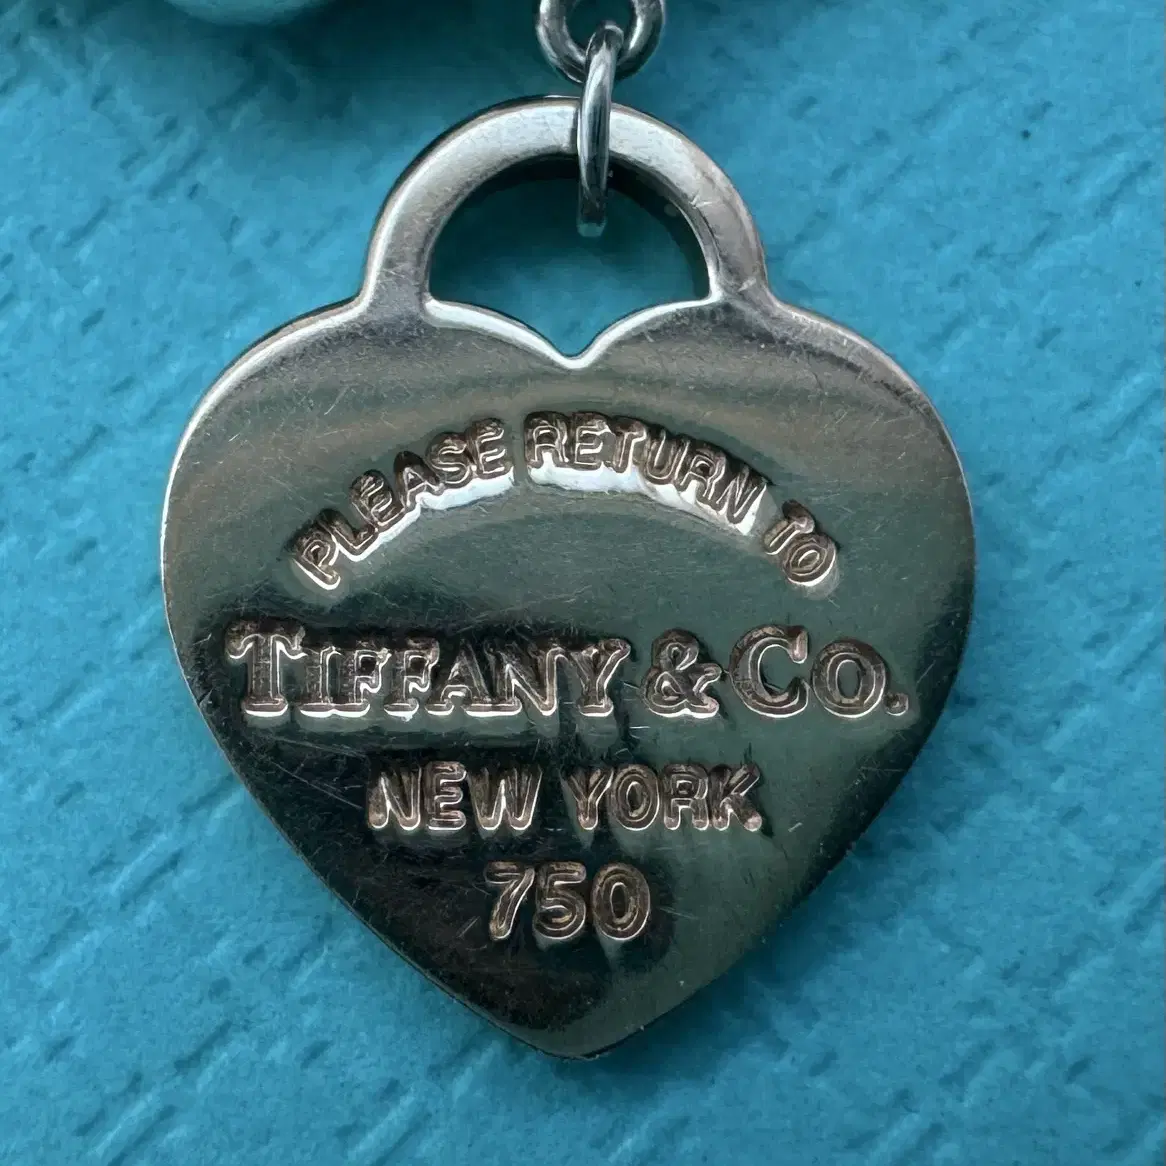 PLEASE RETURN TO
TIFFANY & CO.
NEW YORK
750